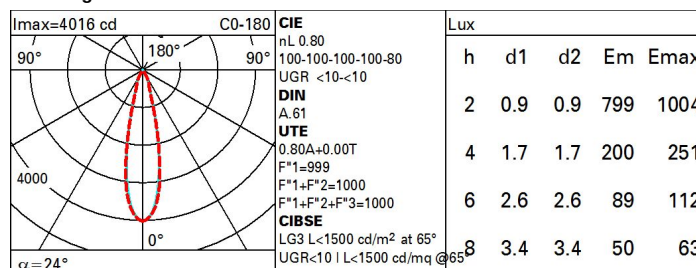 Imax=4016 cd C0-180
90° 180° 90°
4000
0°
α=24°
CIE
nL 0.80
100-100-100-100-80
UGR <10-<10
DIN
A.61
UTE
0.80A+0.00T
F"1=999
F"1+F"2=1000
F"1+F"2+F"3=1000
CIBSE
LG3 L<1500 cd/m² at 65°
UGR<10 | L<1500 cd/mq @65°
Lux
h d1 d2 Em Emax
2 0.9 0.9 799 1004
4 1.7 1.7 200 251
6 2.6 2.6 89 112
8 3.4 3.4 50 63